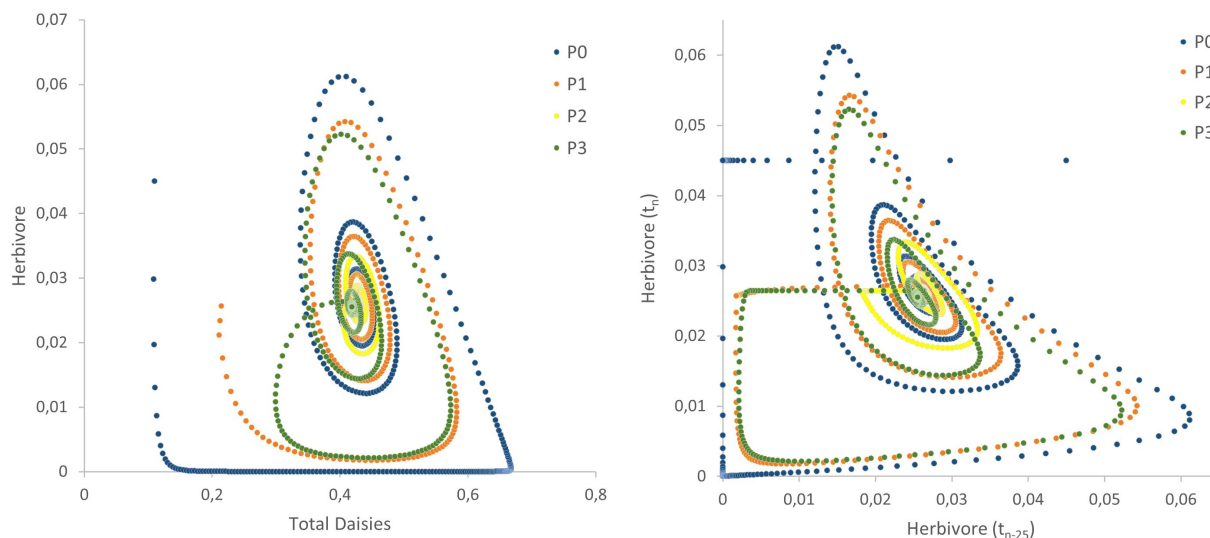 0,07
0,06
0,05
0,04
0,03
0,02
0,01
0
Herbivore
0 0,2 0,4 0,6 0,8
Total Daisies
P0
P1
P2
P3
0,06
0,05
0,04
0,03
0,02
0,01
0
Herbivore (tn)
0 0,01 0,02 0,03 0,04 0,05 0,06
Herbivore (tn-25)
P0
P1
P2
P3